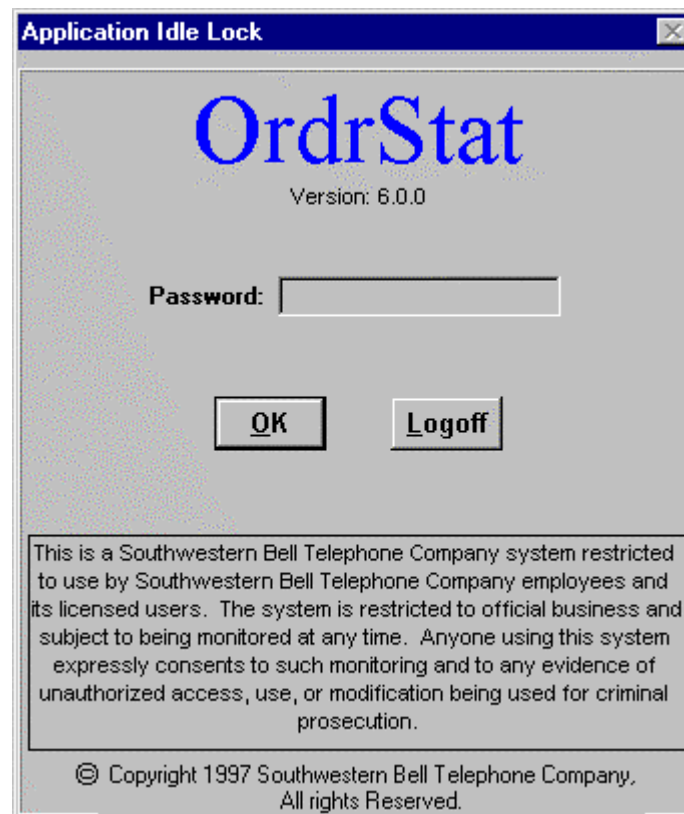 Application Idle Lock
OrdrStat
Version: 6.0.0
Password:
OK Logoff
This is a Southwestern Bell Telephone Company system restricted
to use by Southwestern Bell Telephone Company employees and
its licensed users.  The system is restricted to official business and
subject to being monitored at any time.  Anyone using this system
expressly consents to such monitoring and to any evidence of
unauthorized access, use, or modification being used for criminal
prosecution.
© Copyright 1997 Southwestern Bell Telephone Company,
All rights Reserved.